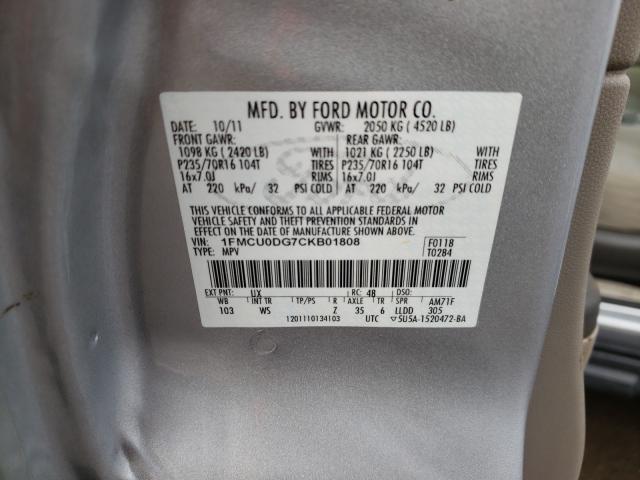 MFD. BY FORD MOTOR CO.
DATE: 10/11 GVWR: 2050 KG ( 4520 LB)
FRONT GAWR: REAR GAWR:
1098 KG ( 2420 LB) WITH 1021 KG ( 2250 LB) WITH
P235/70R16 104T TIRES P235/70R16 104T TIRES
16x7.0J RIMS 16x7.0J RIMS
AT 220 kPa/ 32 PSI COLD AT 220 kPa/ 32 PSI COLD
THIS VEHICLE CONFORMS TO ALL APPLICABLE FEDERAL MOTOR
VEHICLE SAFETY AND THEFT PREVENTION STANDARDS IN
EFFECT ON THE DATE OF MANUFACTURE SHOWN ABOVE.
VIN: 1FMCU0DG7CKB01808 F0118
TYPE: MPV T02B4
EXT PNT: UX RC: 48 DSO:
WB INT TR TP/PS R AXLE TR SPR AM71F
103 WS Z 35 6 LLDD 305
1201110134103 UTC ▽5U5A-1520472-BA